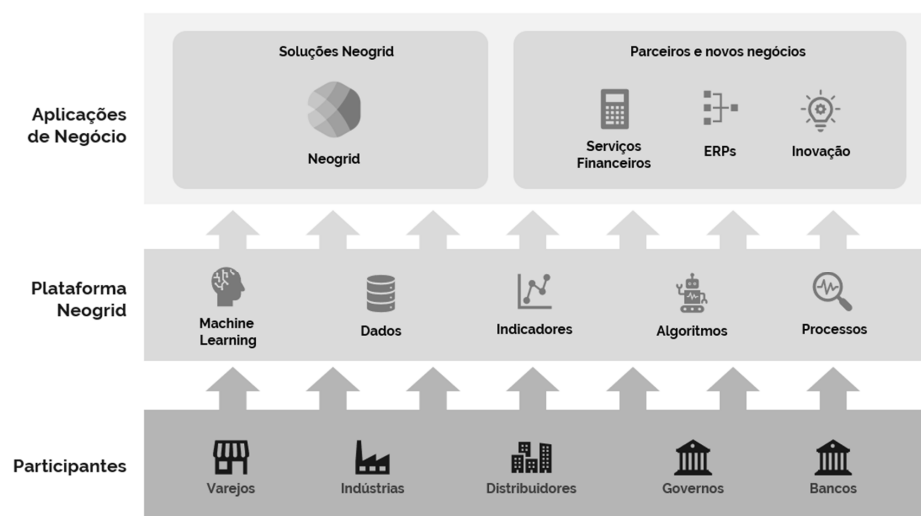 Aplicações
de Negócio
Soluções Neogrid
Neogrid
Parceiros e novos negócios
Serviços
Financeiros
ERPs
Inovação
Plataforma
Neogrid
Machine
Learning
Dados
Indicadores
Algoritmos
Processos
Participantes
Varejos
Indústrias
Distribuidores
Governos
Bancos